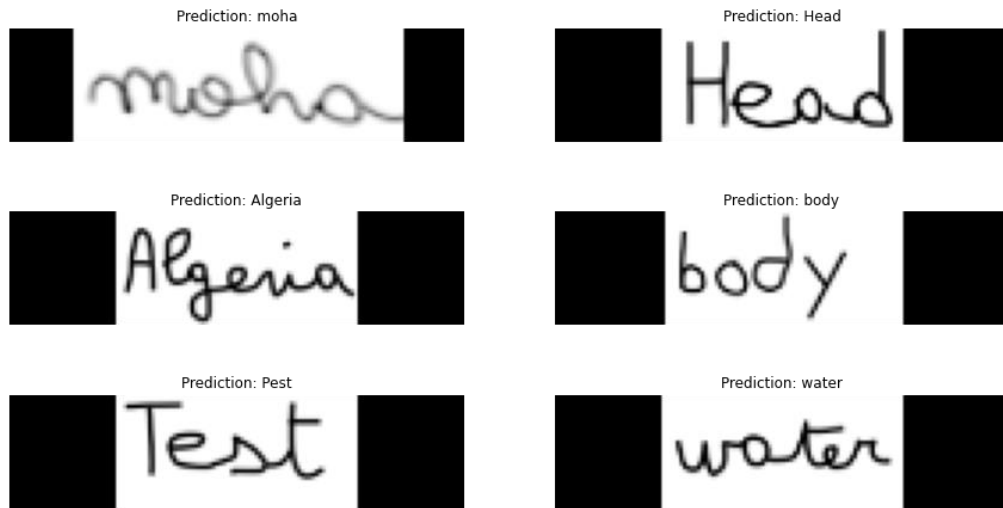 Prediction: moha
Prediction: Head
moha
Head
Prediction: Algeria
Prediction: body
Algeria
body
Prediction: Pest
Prediction: water
Test
water